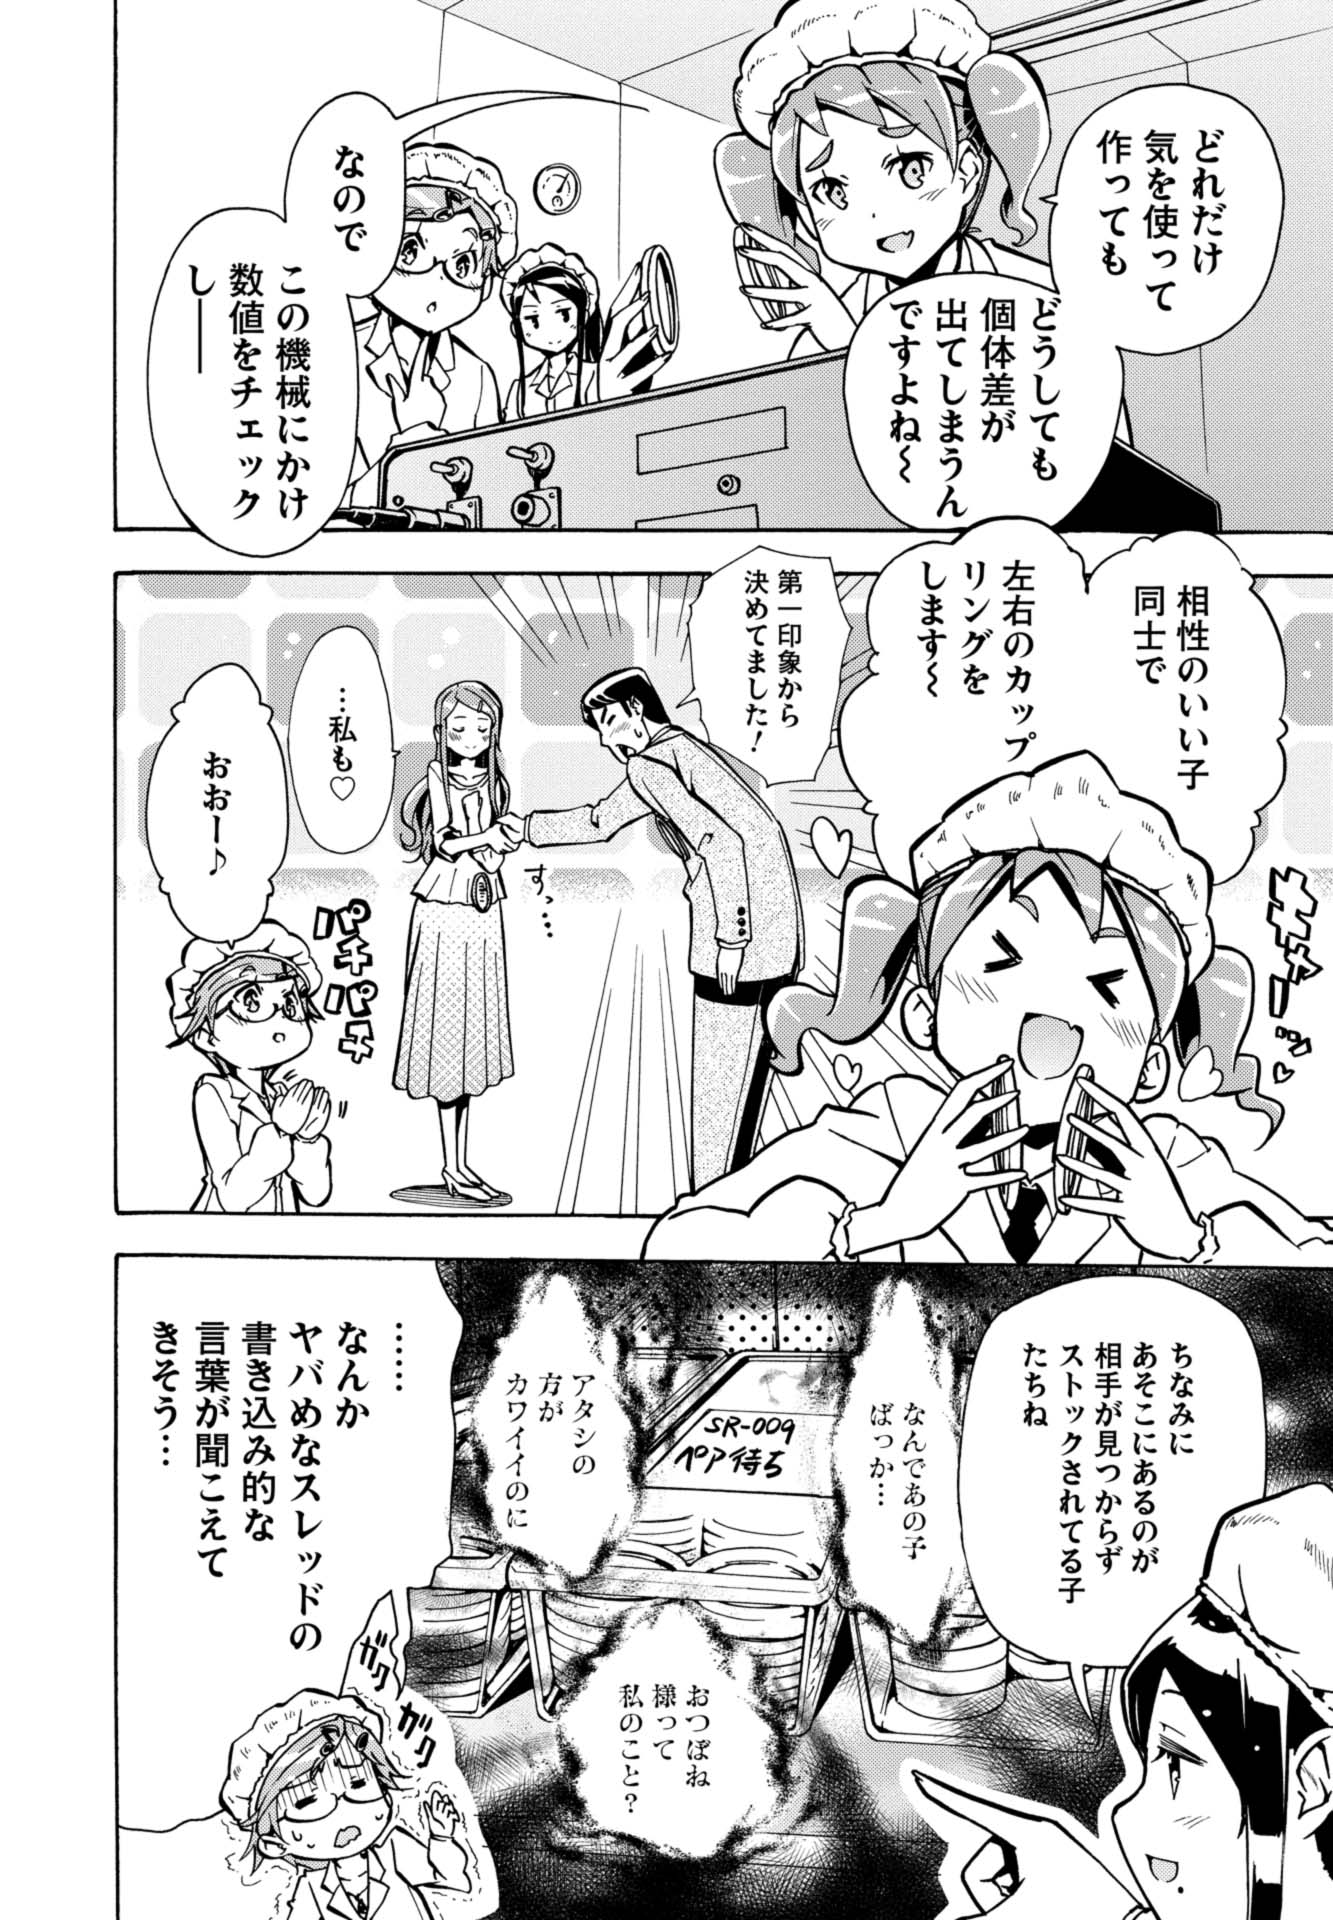 どれだけ
気を使って
作っても
どうしても
個体差が
出てしまうん
ですよね〜
なので
この機械にかけ
数値をチェック
し――
相性のいい子
同士で
左右のカップ
リングを
します〜
キャーッ♡
第一印象から
決めてました!
すっ…
…私も♡
おおー♪
パチパチ
ちなみに
あそこにあるのが
相手が見つからず
ストックされてる子
たちね
なんであの子
ばっか…
SR-009
ペア待ち
アタシの
方が
カワイイのに
おつぼね
様って
私のこと?
……
なんか
ヤバめなスレッドの
書き込み的な
言葉が聞こえて
きそう…
ガク
ガク